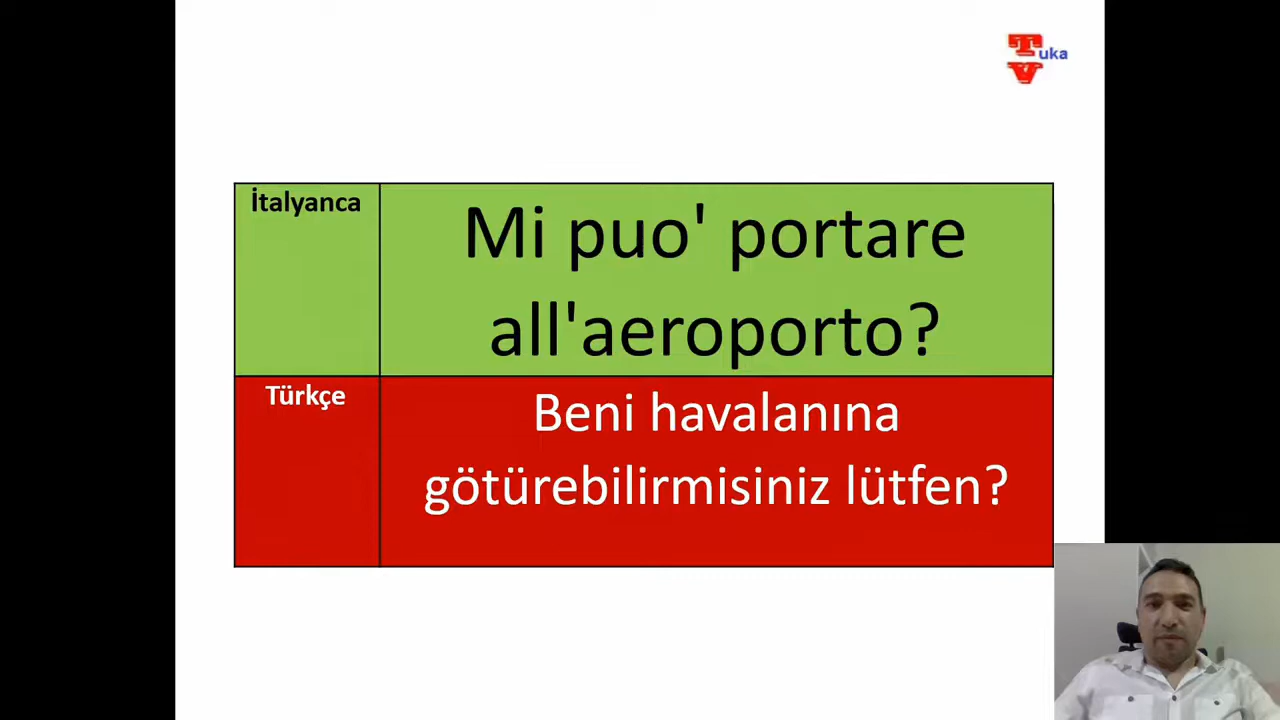 T uka
V
İtalyanca
Mi puo' portare
all'aeroporto?
Türkçe
Beni havalanına
götürebilirmisiniz lütfen?